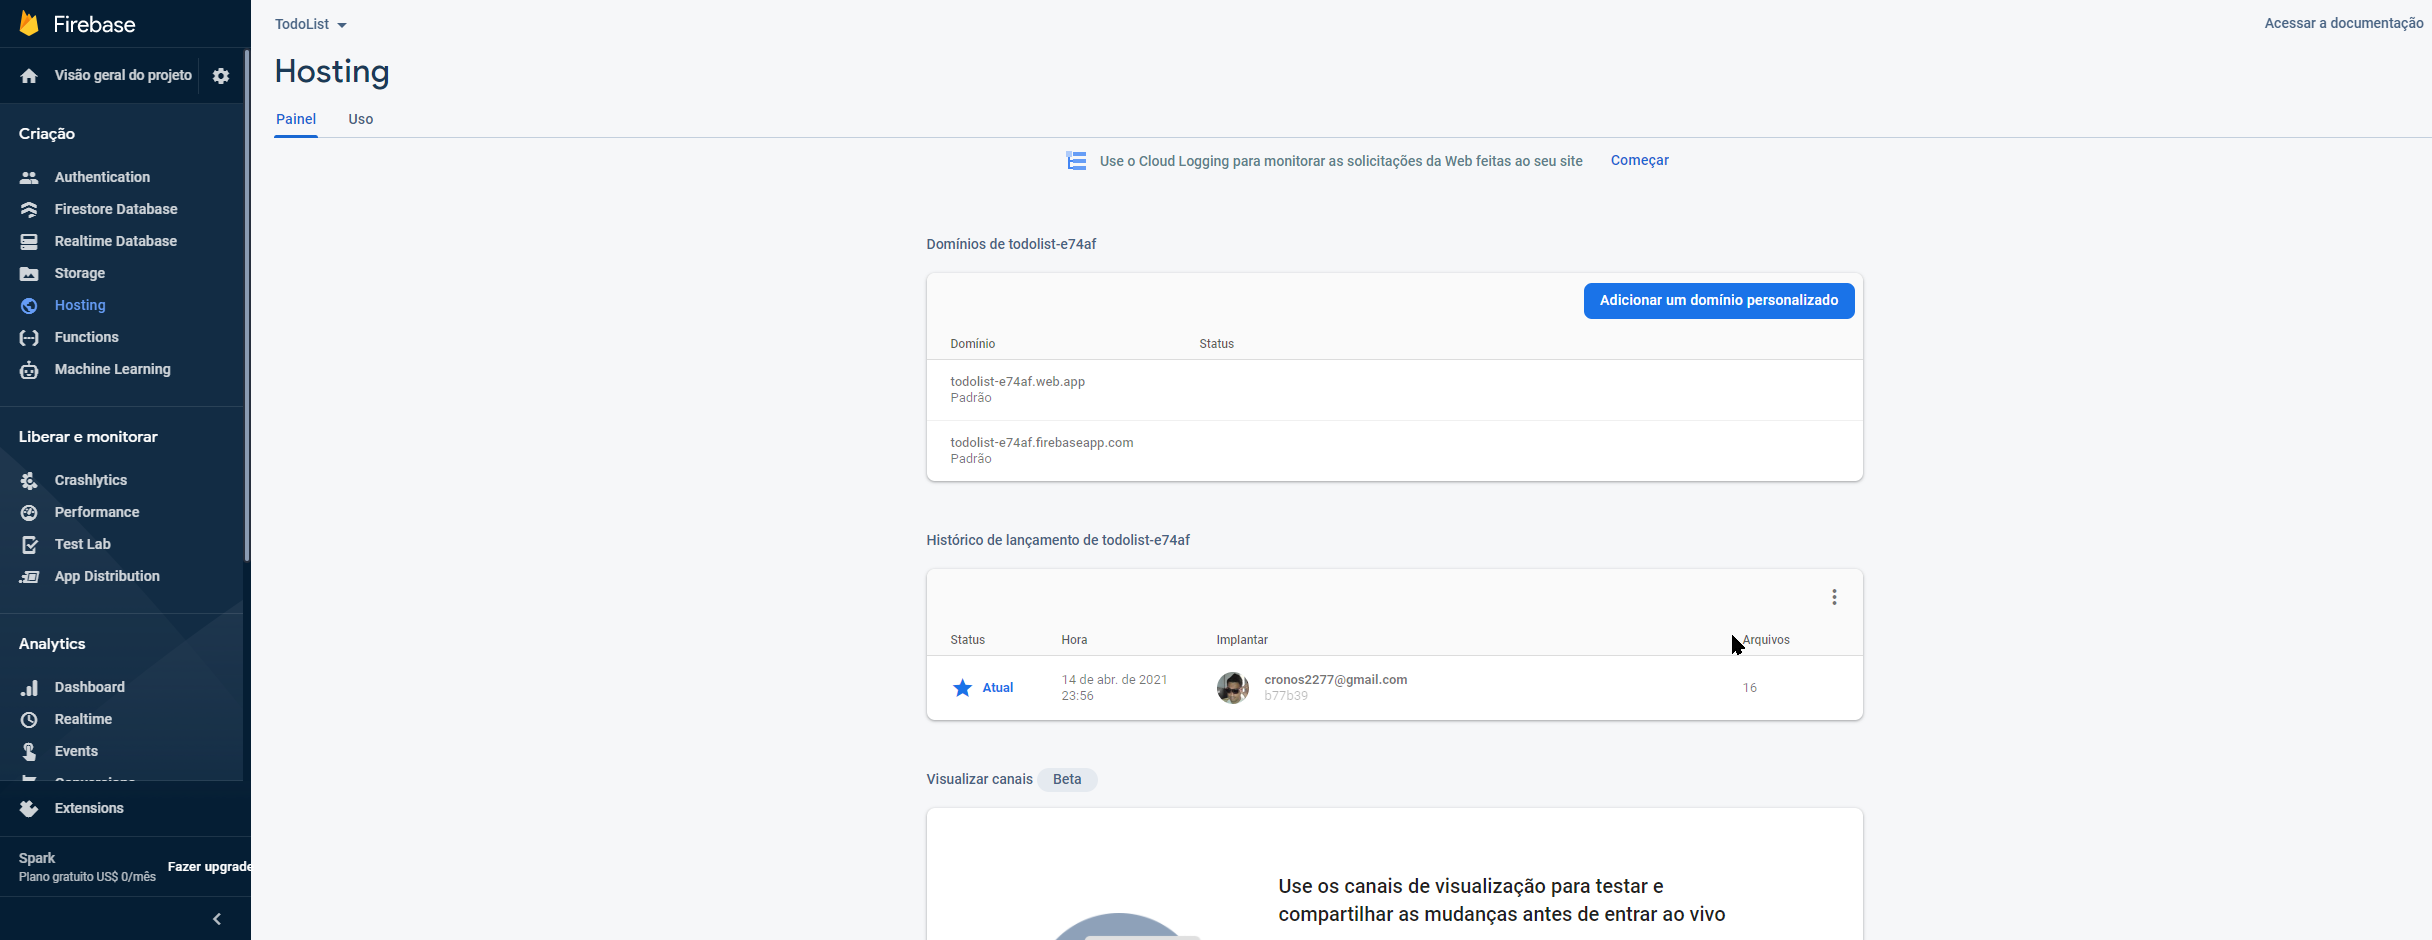 Firebase
Visão geral do projeto
Criação
Authentication
Firestore Database
Realtime Database
Storage
Hosting
Functions
Machine Learning
Liberar e monitorar
Crashlytics
Performance
Test Lab
App Distribution
Analytics
Dashboard
Realtime
Events
Extensions
Spark
Plano gratuito US$ 0/mês
Fazer upgrade
TodoList
Acessar a documentação
Hosting
Painel Uso
Use o Cloud Logging para monitorar as solicitações da Web feitas ao seu site Começar
Domínios de todolist-e74af
Adicionar um domínio personalizado
Domínio Status
todolist-e74af.web.app
Padrão
todolist-e74af.firebaseapp.com
Padrão
Histórico de lançamento de todolist-e74af
Status Hora Implantar Arquivos
Atual 14 de abr. de 2021 cronos2277@gmail.com 16
23:56 b77b39
Visualizar canais Beta
Use os canais de visualização para testar e
compartilhar as mudanças antes de entrar ao vivo